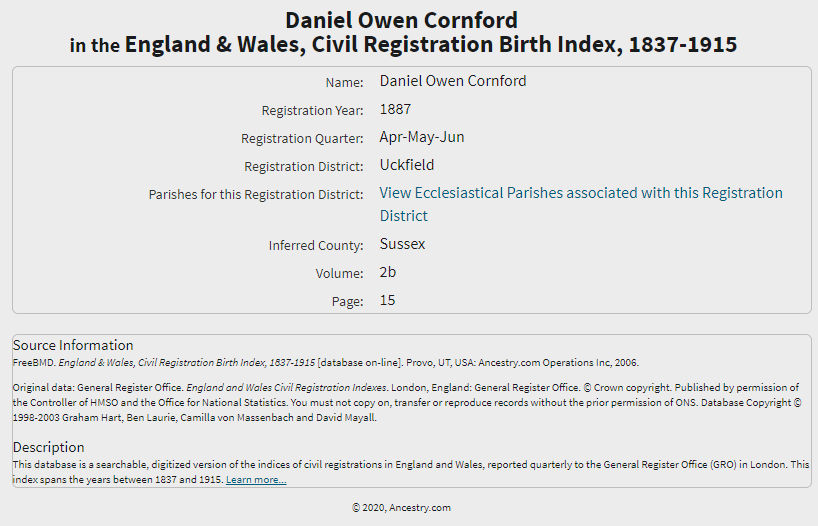 Daniel Owen Cornford
in the England & Wales, Civil Registration Birth Index, 1837-1915
Name: Daniel Owen Cornford
Registration Year: 1887
Registration Quarter: Apr-May-Jun
Registration District: Uckfield
Parishes for this Registration District: View Ecclesiastical Parishes associated with this Registration
District
Inferred County: Sussex
Volume: 2b
Page: 15
Source Information
FreeBMD. England & Wales, Civil Registration Birth Index, 1837-1915 [database on-line]. Provo, UT, USA: Ancestry.com Operations Inc, 2006.
Original data: General Register Office. England and Wales Civil Registration Indexes. London, England: General Register Office. © Crown copyright. Published by permission of
the Controller of HMSO and the Office for National Statistics. You must not copy on, transfer or reproduce records without the prior permission of ONS. Database Copyright ©
1998-2003 Graham Hart, Ben Laurie, Camilla von Massenbach and David Mayall.
Description
This database is a searchable, digitized version of the indices of civil registrations in England and Wales, reported quarterly to the General Register Office (GRO) in London. This
index spans the years between 1837 and 1915. Learn more...
© 2020, Ancestry.com